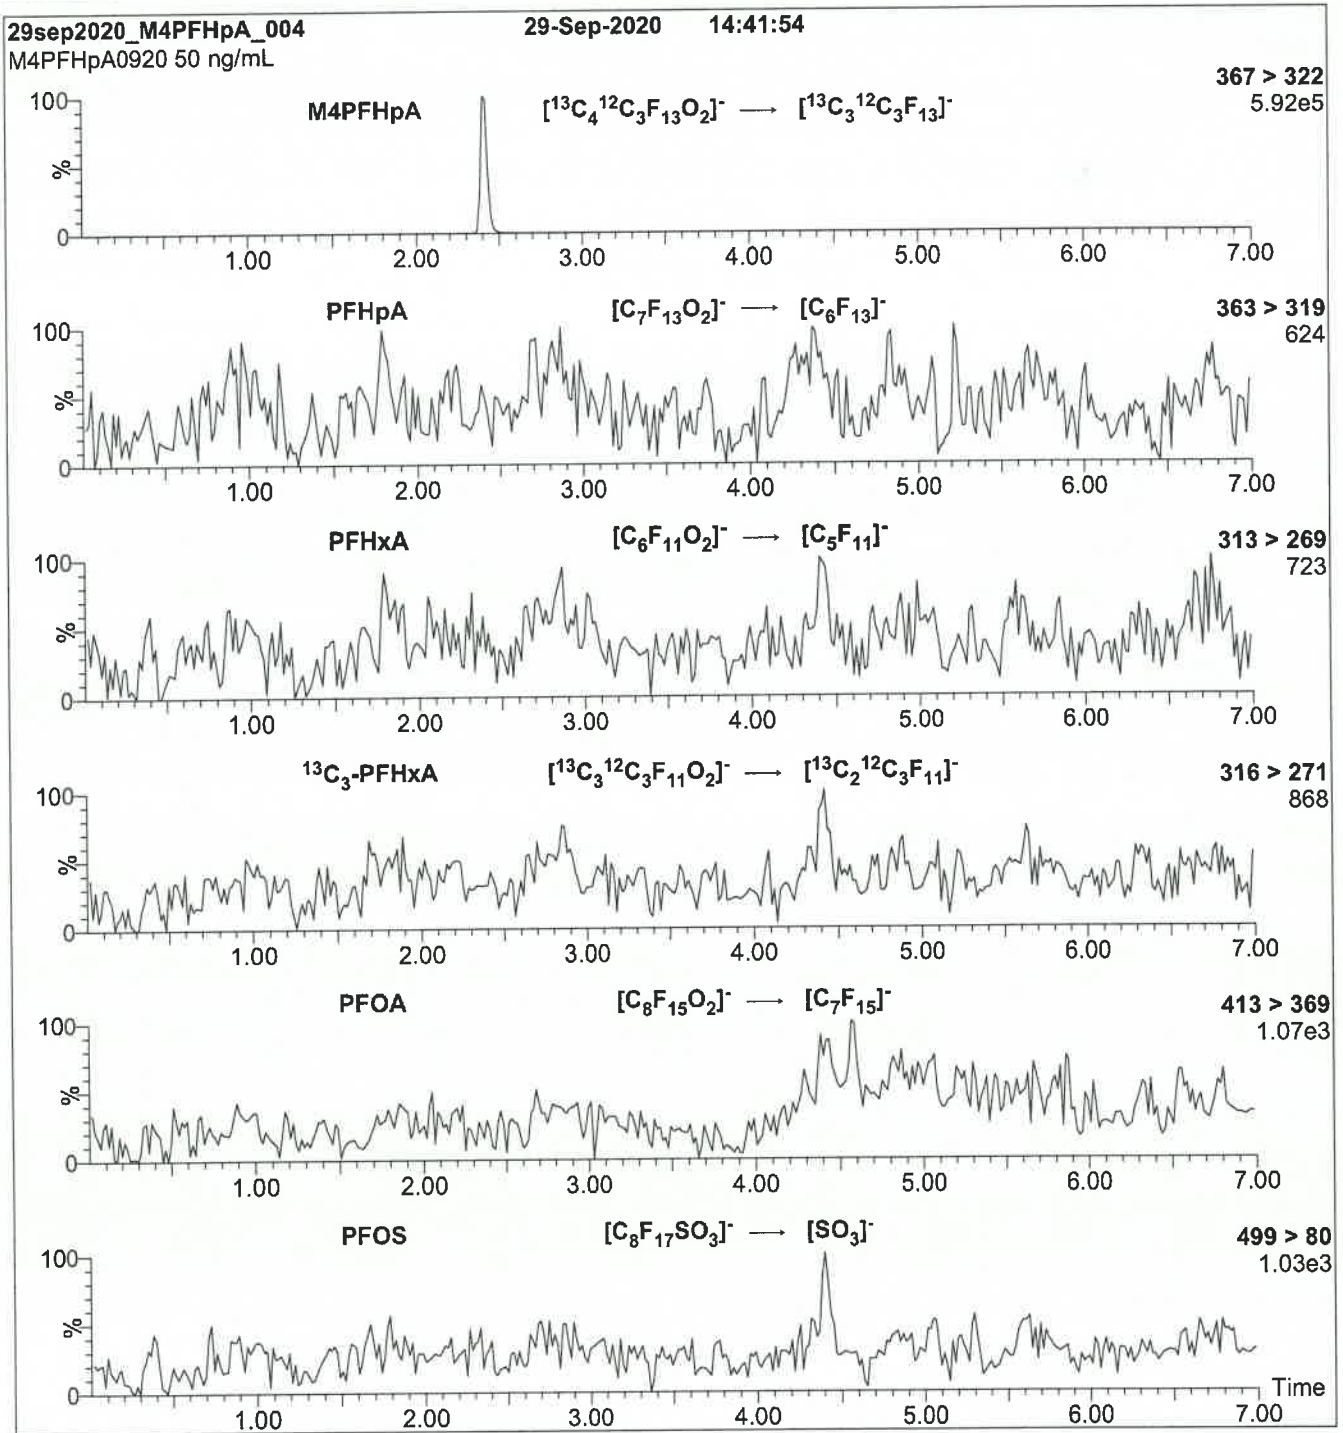 29sep2020_M4PFHpA_004 29-Sep-2020 14:41:54
M4PFHpA0920 50 ng/mL
367 > 322
5.92e5
M4PFHpA [¹³C₄¹²C₃F₁₃O₂]⁻ → [¹³C₃¹²C₃F₁₃]⁻
100
%
0
1.00 2.00 3.00 4.00 5.00 6.00 7.00
PFHpA [C₇F₁₃O₂]⁻ → [C₆F₁₃]⁻ 363 > 319
624
100
%
0
1.00 2.00 3.00 4.00 5.00 6.00 7.00
PFHxA [C₆F₁₁O₂]⁻ → [C₅F₁₁]⁻ 313 > 269
723
100
%
0
1.00 2.00 3.00 4.00 5.00 6.00 7.00
¹³C₃-PFHxA [¹³C₃¹²C₃F₁₁O₂]⁻ → [¹³C₂¹²C₃F₁₁]⁻ 316 > 271
868
100
%
0
1.00 2.00 3.00 4.00 5.00 6.00 7.00
PFOA [C₈F₁₅O₂]⁻ → [C₇F₁₅]⁻ 413 > 369
1.07e3
100
%
0
1.00 2.00 3.00 4.00 5.00 6.00 7.00
PFOS [C₈F₁₇SO₃]⁻ → [SO₃]⁻ 499 > 80
1.03e3
100
%
0
Time
1.00 2.00 3.00 4.00 5.00 6.00 7.00